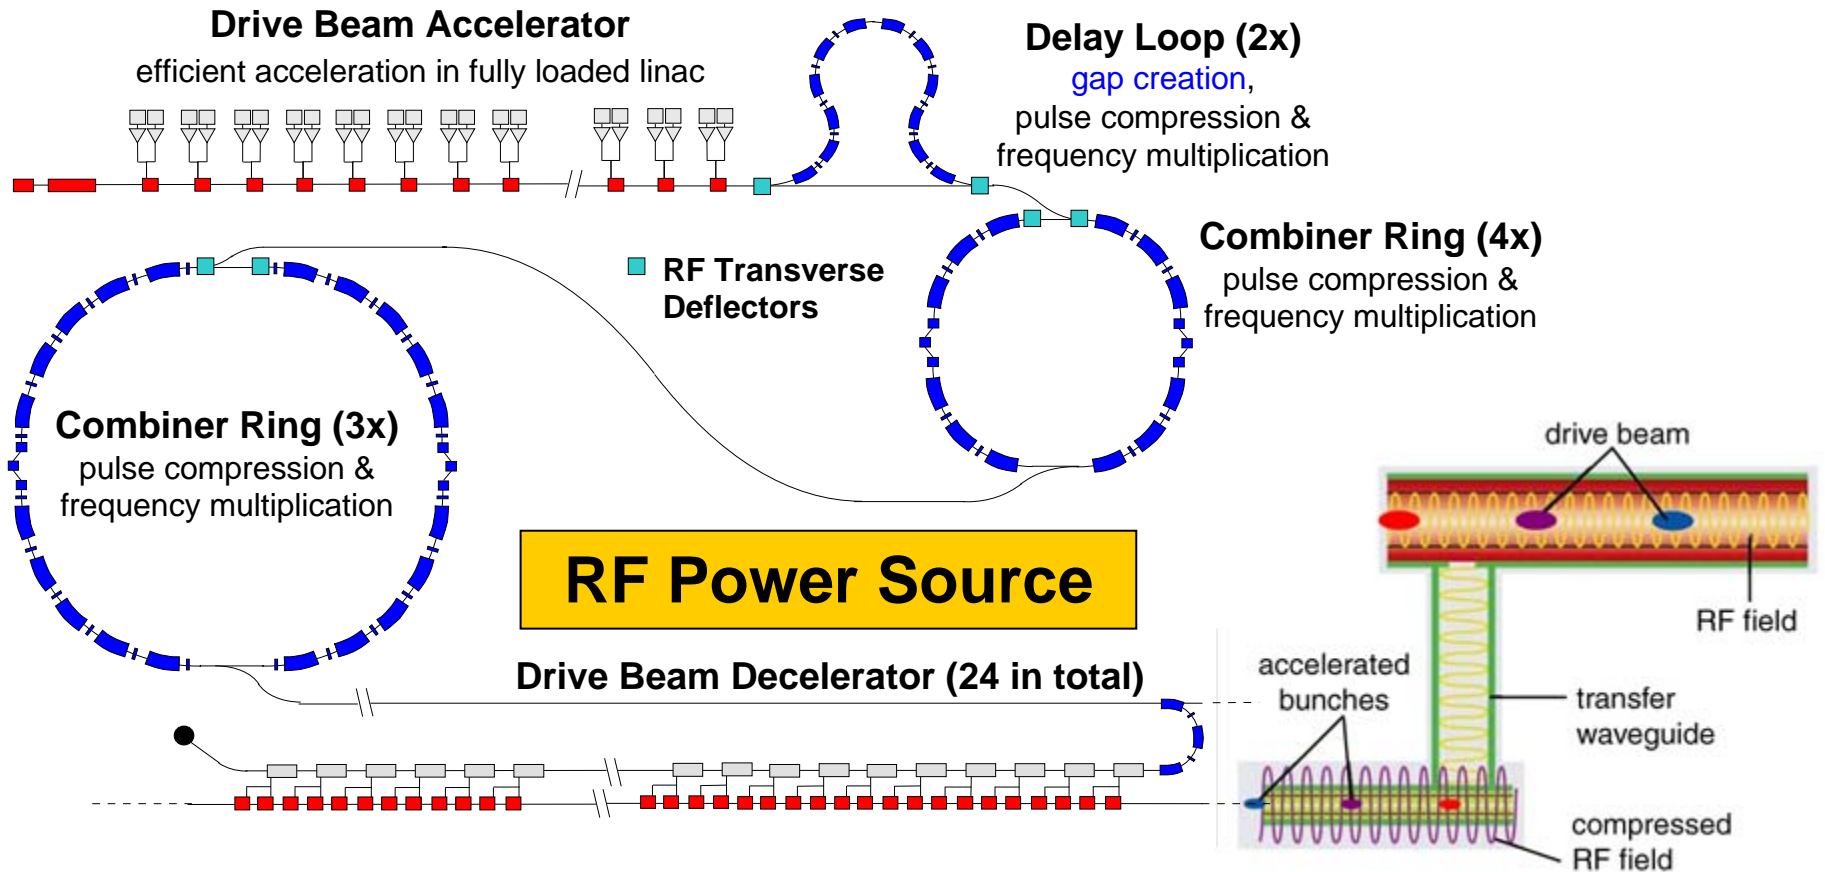 Drive Beam Accelerator
efficient acceleration in fully loaded linac
Delay Loop (2x)
gap creation,
pulse compression &
frequency multiplication
Combiner Ring (4x)
pulse compression &
frequency multiplication
RF Transverse
Deflectors
Combiner Ring (3x)
pulse compression &
frequency multiplication
drive beam
RF Power Source
RF field
Drive Beam Decelerator (24 in total)
accelerated
bunches
transfer
waveguide
compressed
RF field